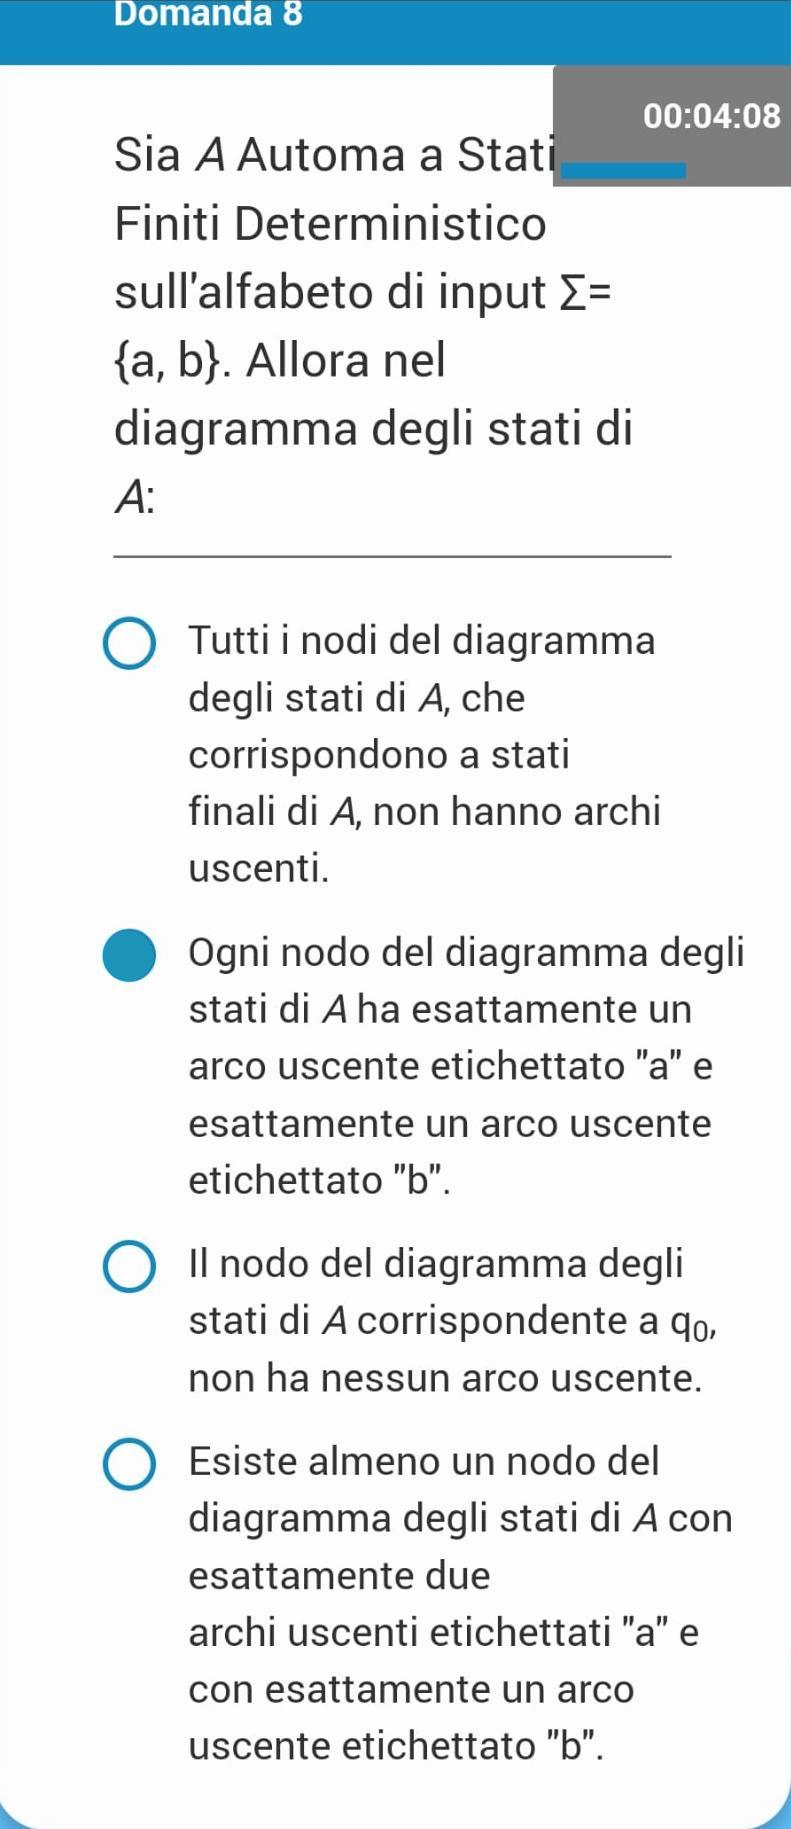 Domanda 8
00:04:08
Sia A Automa a Stati
Finiti Deterministico
sull'alfabeto di input Σ=
{a, b}. Allora nel
diagramma degli stati di
A:
Tutti i nodi del diagramma
degli stati di A, che
corrispondono a stati
finali di A, non hanno archi
uscenti.
Ogni nodo del diagramma degli
stati di A ha esattamente un
arco uscente etichettato "a" e
esattamente un arco uscente
etichettato "b".
Il nodo del diagramma degli
stati di A corrispondente a q₀,
non ha nessun arco uscente.
Esiste almeno un nodo del
diagramma degli stati di A con
esattamente due
archi uscenti etichettati "a" e
con esattamente un arco
uscente etichettato "b".